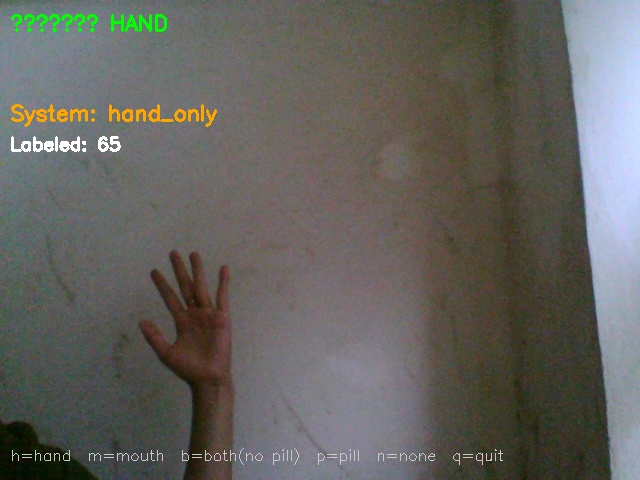 ??????? HAND
System: hand_only
Labeled: 65
h=hand m=mouth b=both(no pill) p=pill n=none q=quit